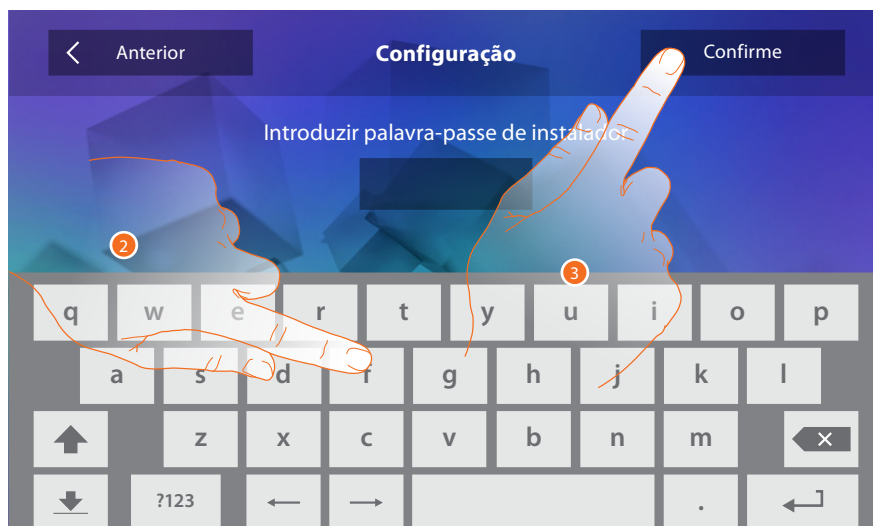 Anterior
Configuração
Confirme
Introduzir palavra-passe de instalador
2
3
q w e r t y u i o p
a s d f g h j k l
z x c v b n m
?123 .